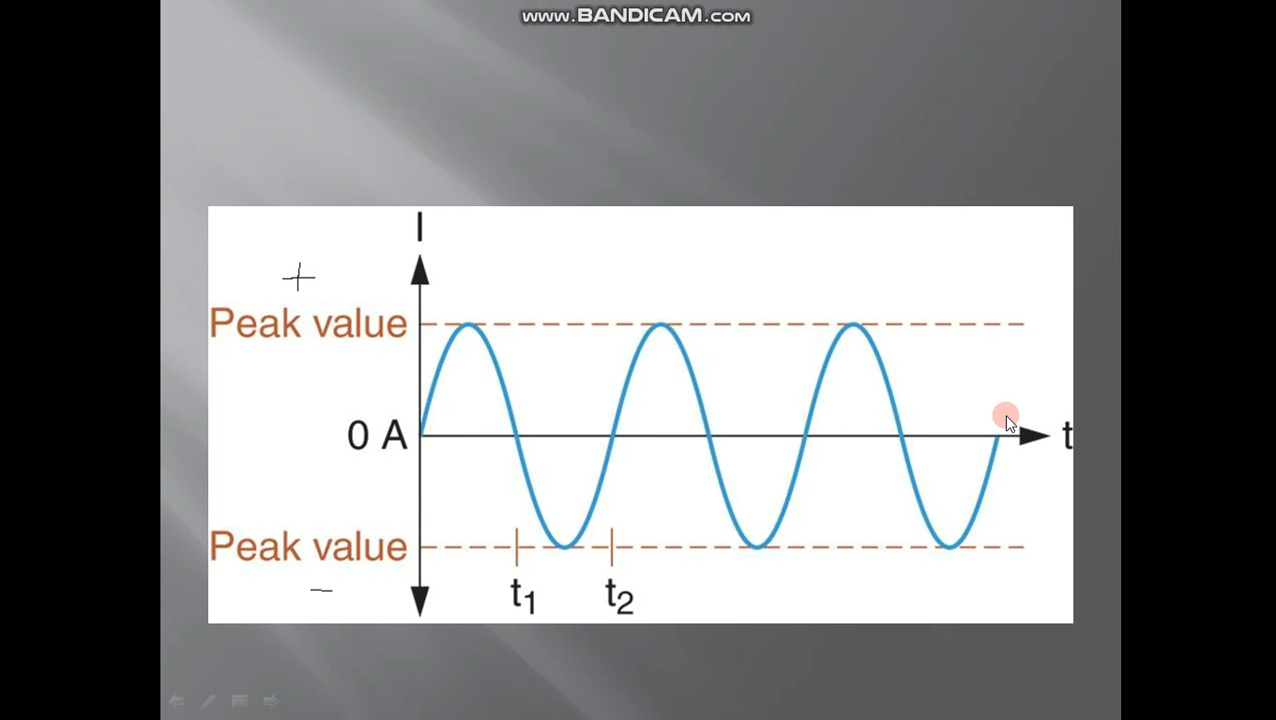 www.BANDICAM.com
I
+
Peak value
0 A
t
Peak value
−
t₁
t₂